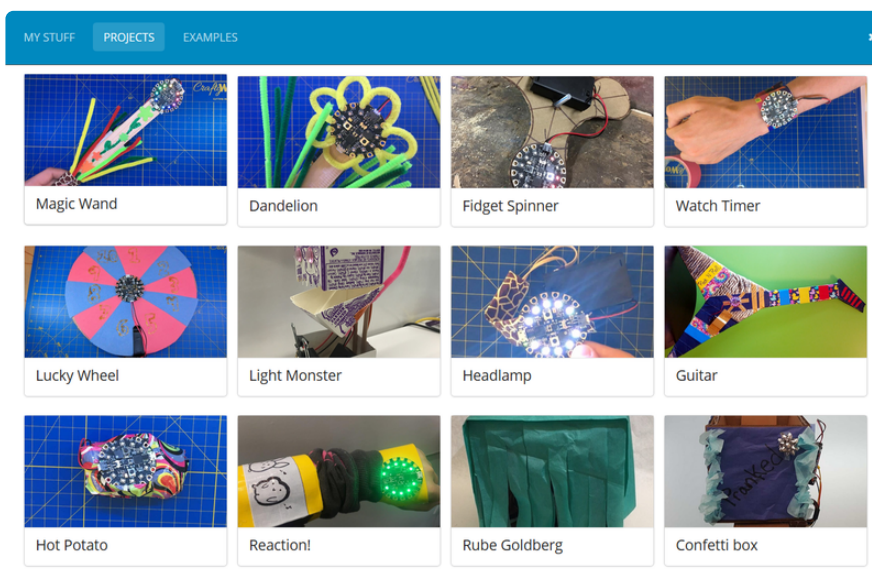 MY STUFF PROJECTS EXAMPLES
Magic Wand Dandelion Fidget Spinner Watch Timer
Lucky Wheel Light Monster Headlamp Guitar
pranked
Hot Potato Reaction! Rube Goldberg Confetti box